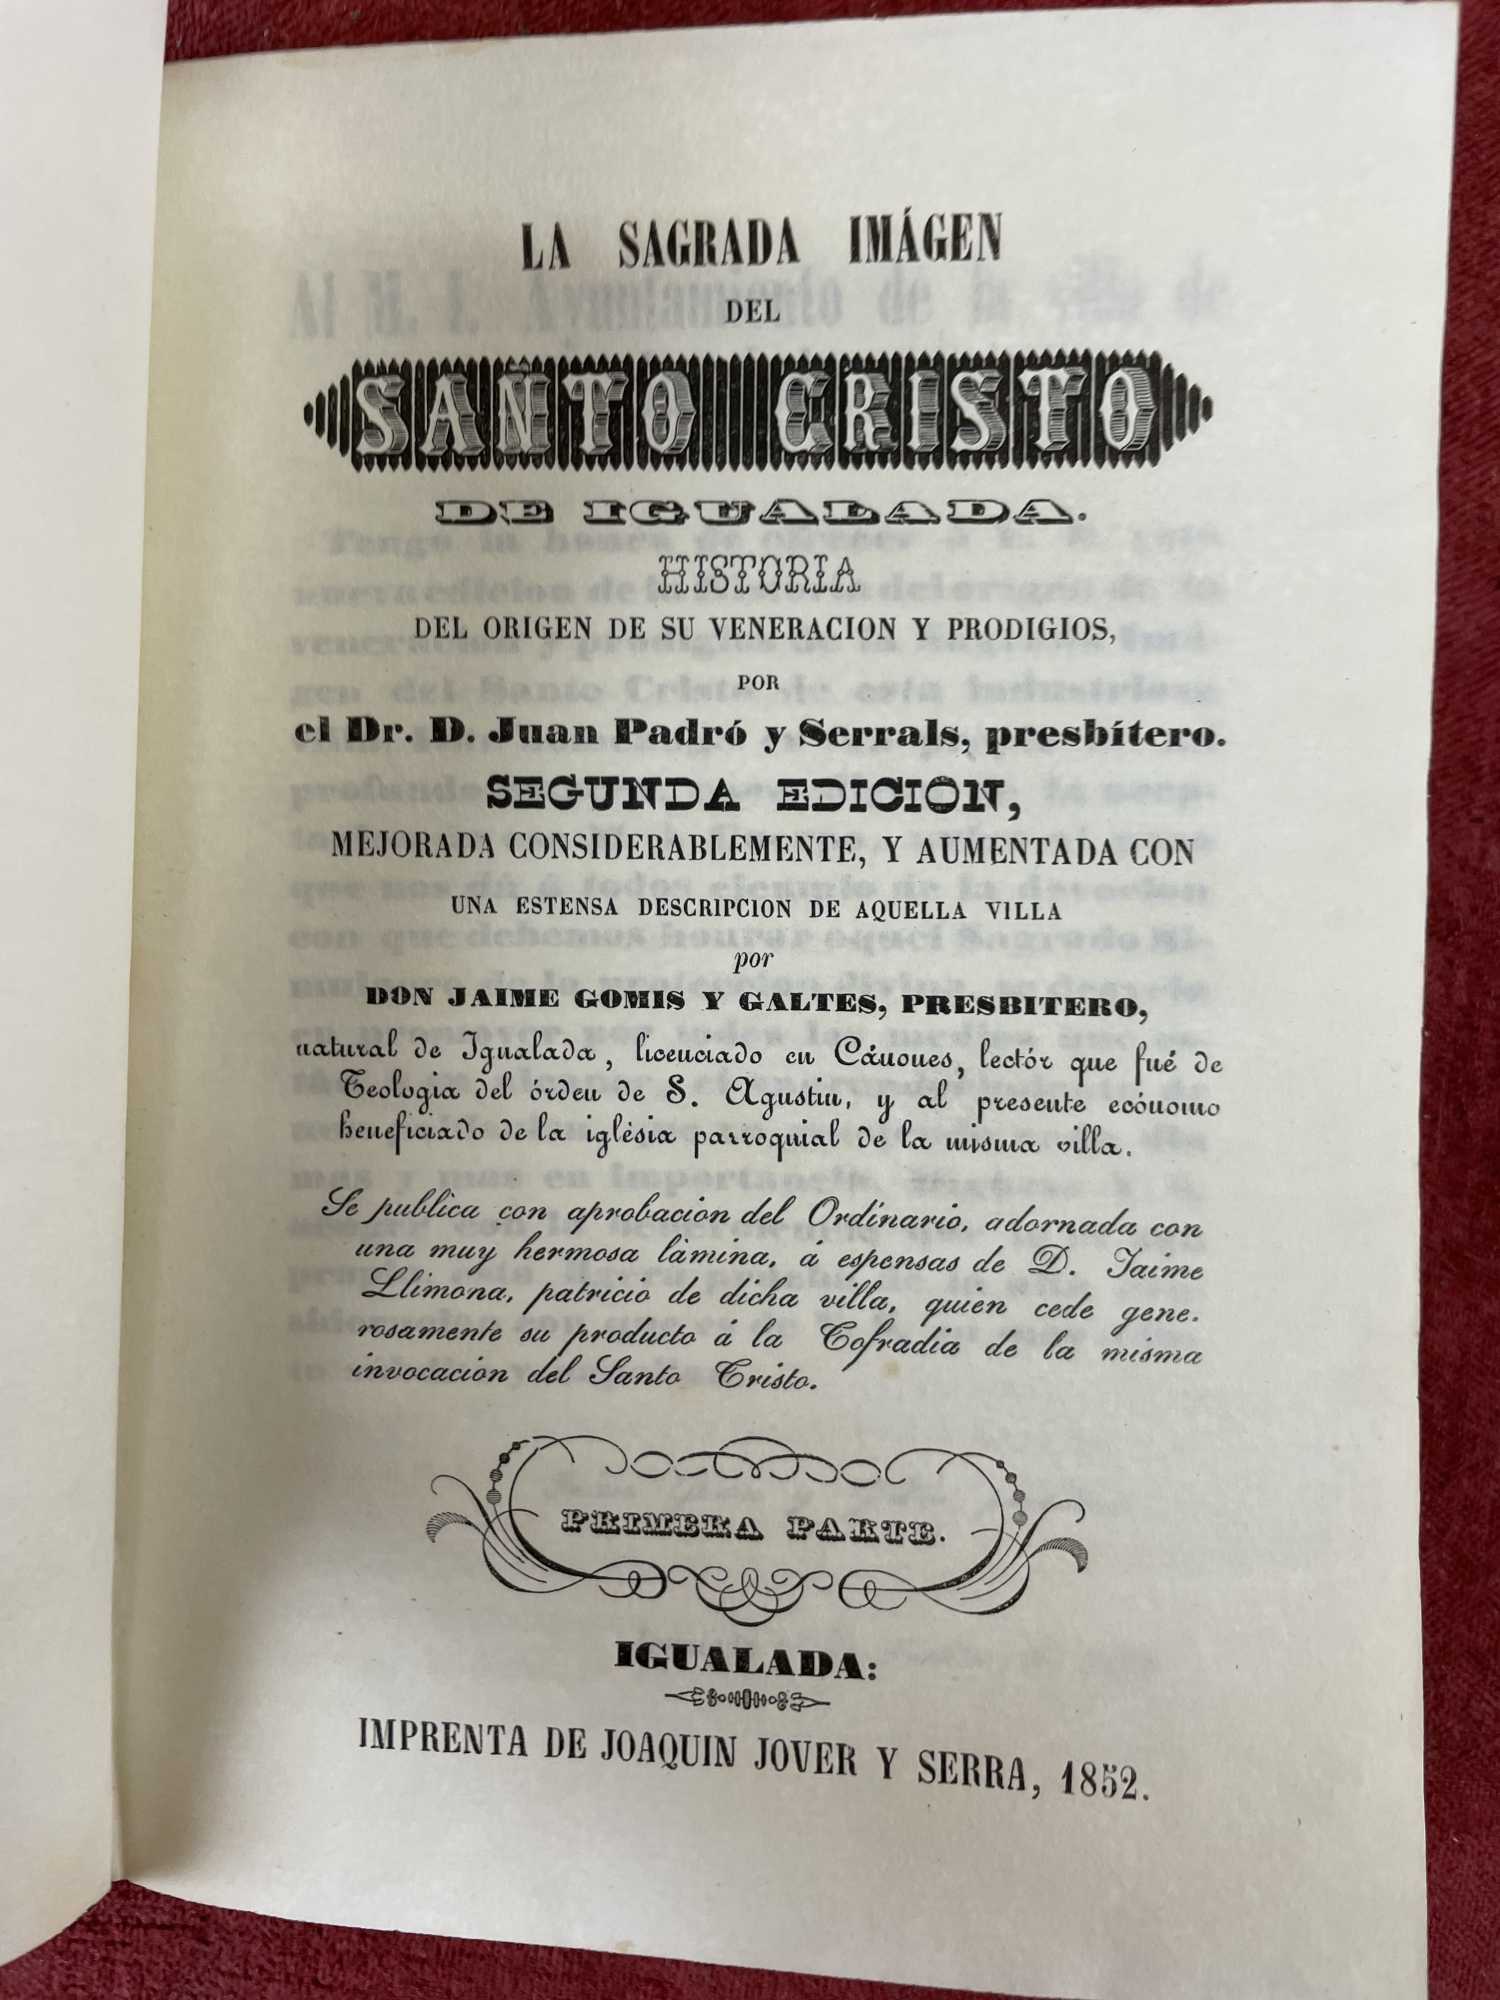 LA SAGRADA IMÁGEN
DEL
SANTO CRISTO
DE IGUALADA.
HISTORIA
DEL ORIGEN DE SU VENERACION Y PRODIGIOS,
POR
el Dr. D. Juan Padró y Serrals, presbítero.
SEGUNDA EDICION,
MEJORADA CONSIDERABLEMENTE, Y AUMENTADA CON
UNA ESTENSA DESCRIPCION DE AQUELLA VILLA
por
DON JAIME GOMIS Y GALTES, PRESBITERO,
natural de Igualada, licenciado en Cánones, lectór que fué de
Teologia del órden de S. Agustin, y al presente ecónomo
beneficiado de la iglésia parroquial de la misma villa.
Se publica con aprobacion del Ordinario, adornada con
una muy hermosa làmina, á espensas de D. Jaime
Llimona, patricio de dicha villa, quien cede gene.
rosamente su producto á la Cofradia de la misma
invocacion del Santo Cristo.
PRIMERA PARTE.
IGUALADA:
IMPRENTA DE JOAQUIN JOVER Y SERRA, 1852.